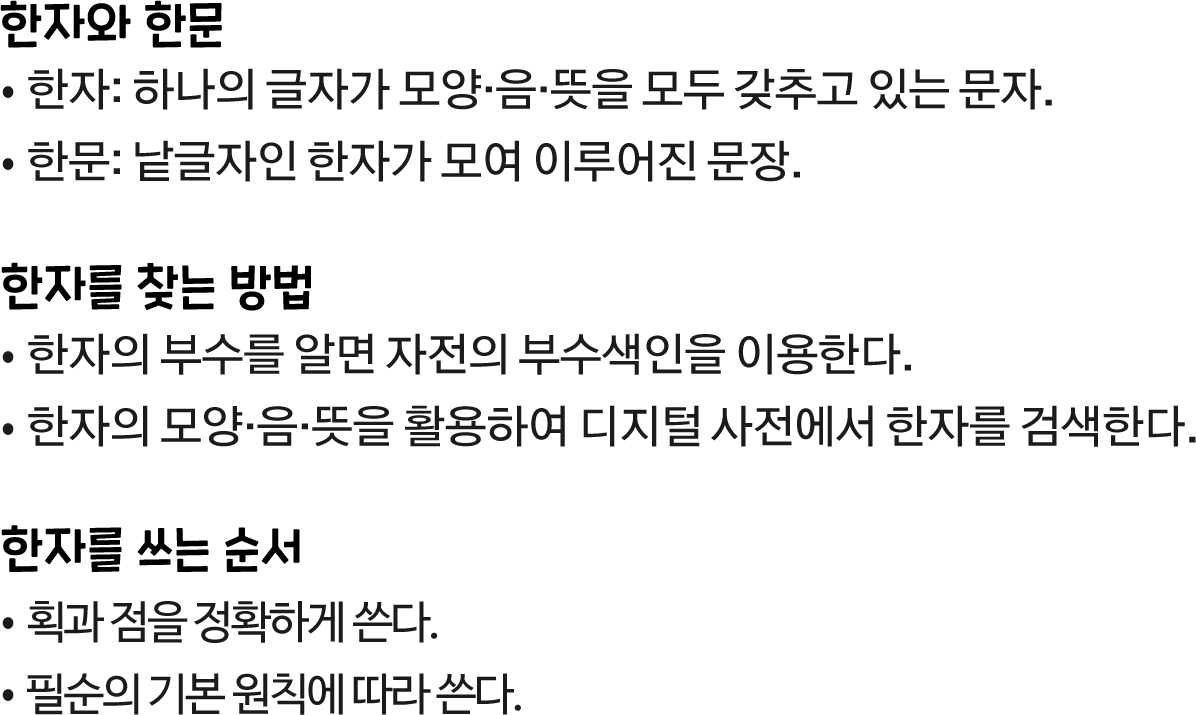 한자와 한문
• 한자: 하나의 글자가 모양·음·뜻을 모두 갖추고 있는 문자.
• 한문: 낱글자인 한자가 모여 이루어진 문장.
한자를 찾는 방법
• 한자의 부수를 알면 자전의 부수색인을 이용한다.
• 한자의 모양·음·뜻을 활용하여 디지털 사전에서 한자를 검색한다.
한자를 쓰는 순서
• 획과 점을 정확하게 쓴다.
• 필순의 기본 원칙에 따라 쓴다.